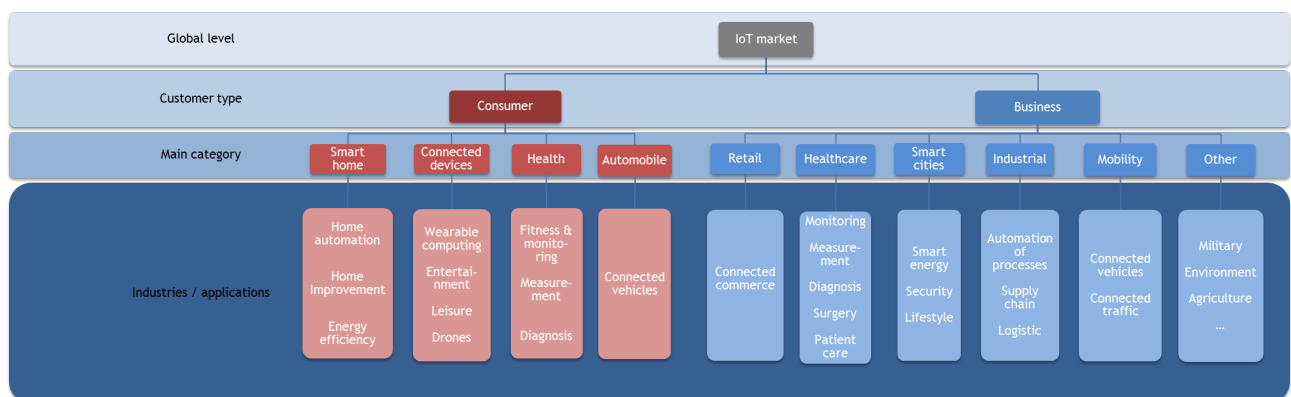 Global level
IoT market
Customer type
Consumer
Business
Main category
Smart
home
Connected
devices
Health
Automobile
Retail
Healthcare
Smart
cities
Industrial
Mobility
Other
Industries / applications
Home
automation
Home
Improvement
Energy
efficiency
Wearable
computing
Entertai-
nment
Leisure
Drones
Fitness &
monito-
ring
Measure-
ment
Diagnosis
Connected
vehicles
Connected
commerce
Monitoring
Measure-
ment
Diagnosis
Surgery
Patient
care
Smart
energy
Security
Lifestyle
Automation
of
processes
Supply
chain
Logistic
Connected
vehicles
Connected
traffic
Military
Environment
Agriculture
…